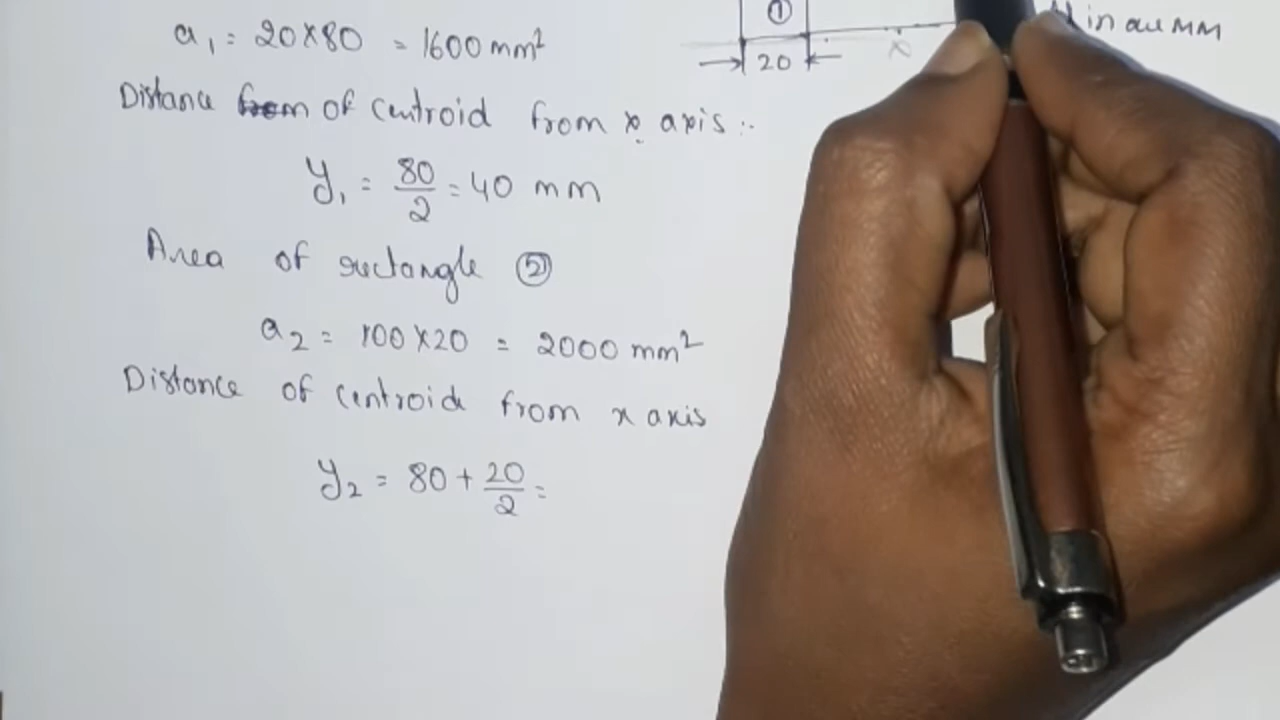 a₁ = 20×80 = 1600 mm²
①
in all MM
20
x
Distance from of centroid from x axis :-
y₁ = 80/2 = 40 mm
Area of rectangle ②
a₂ = 100×20 = 2000 mm²
Distance of centroid from x axis
y₂ = 80 + 20/2 =